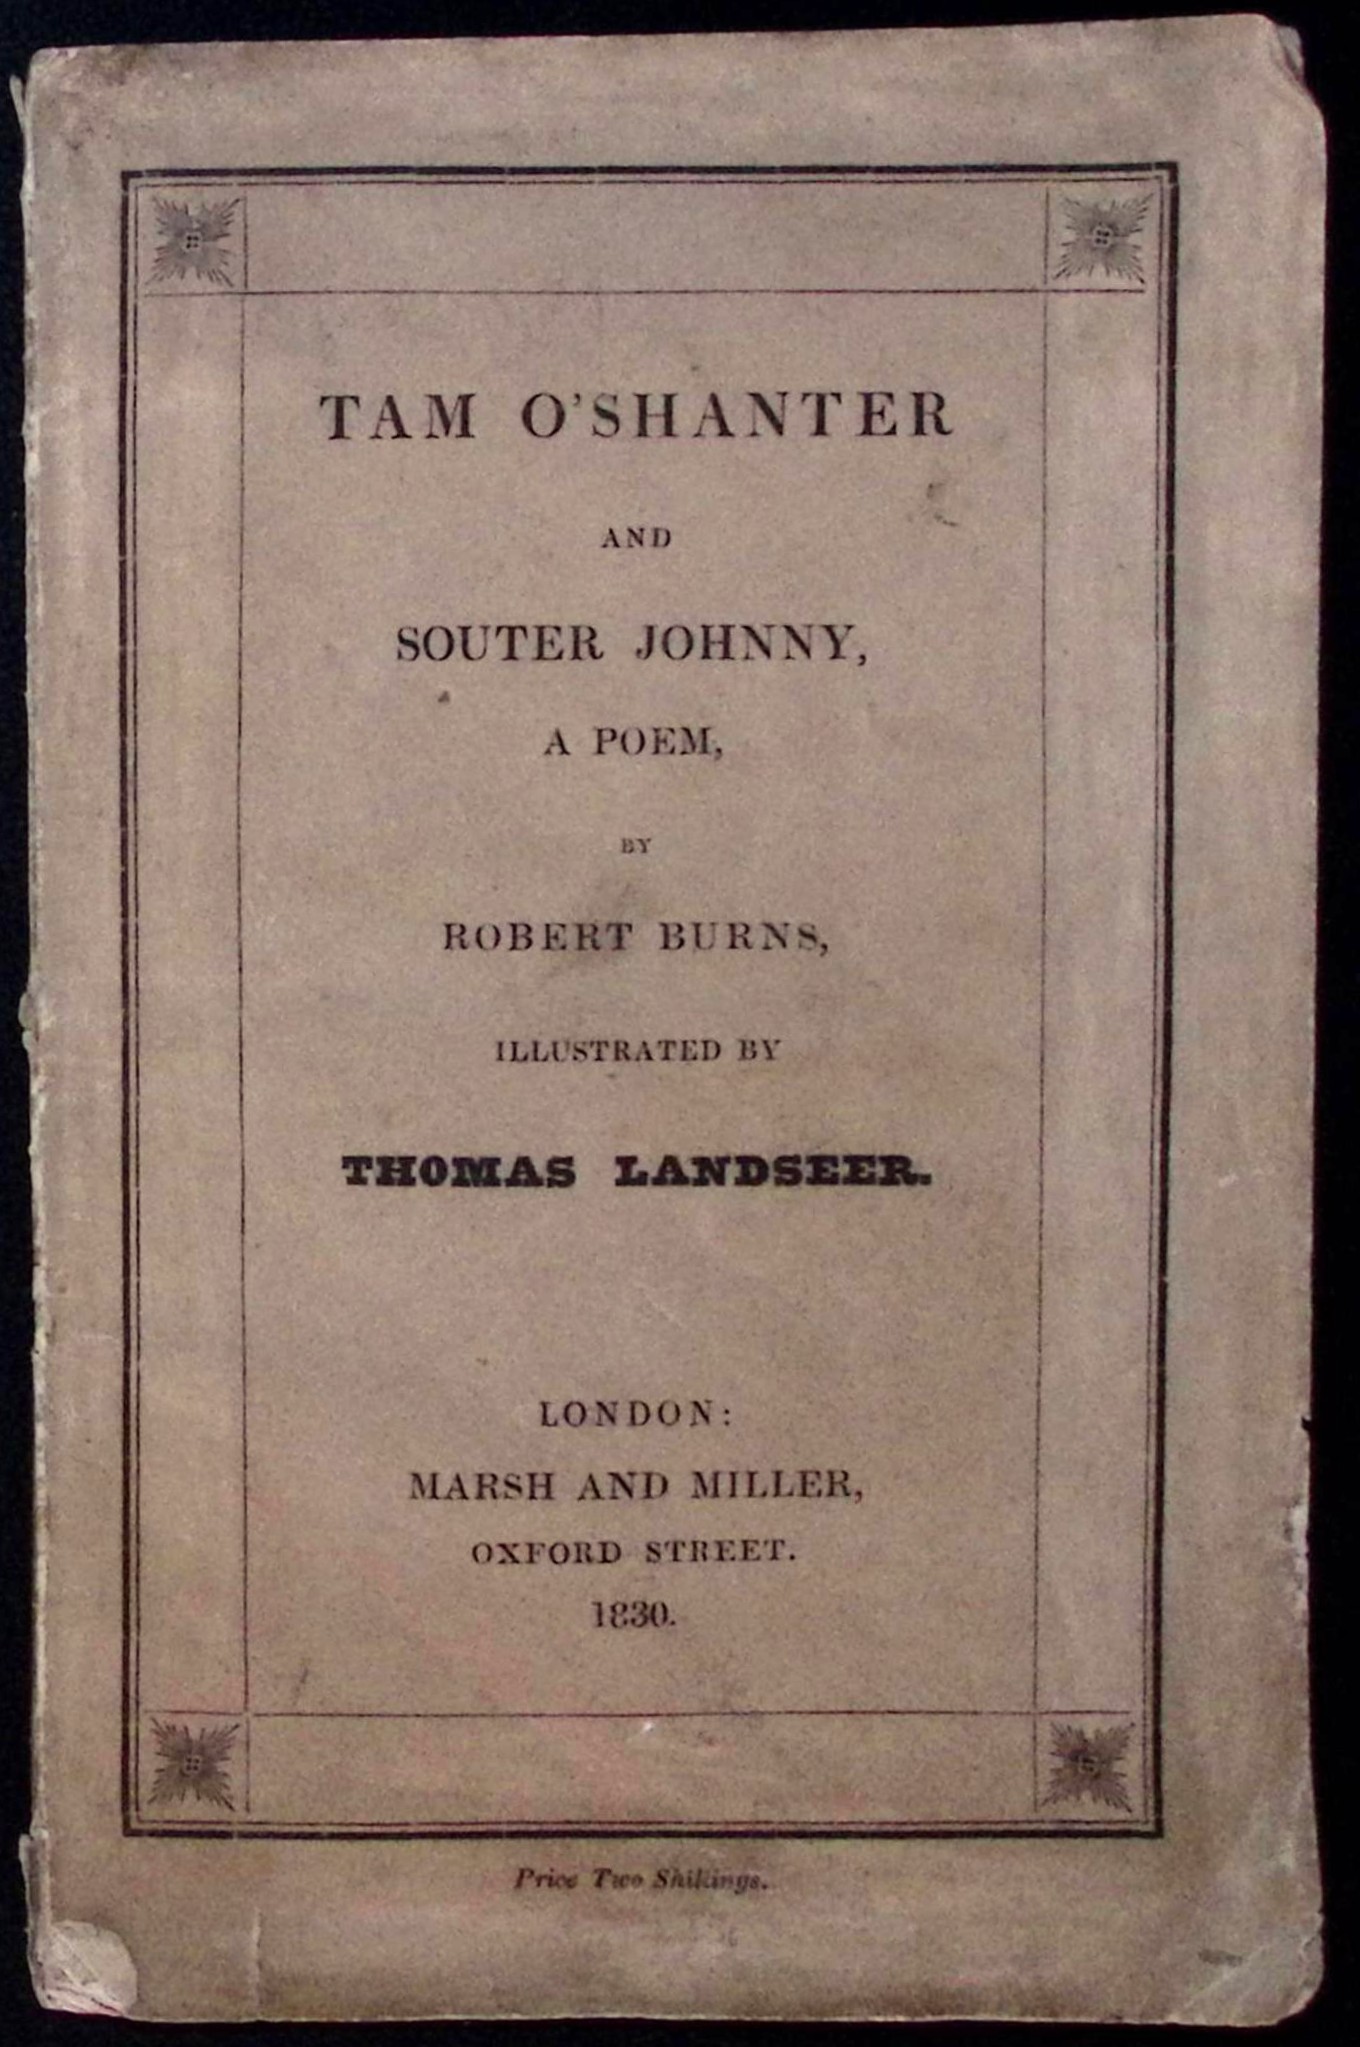 TAM O'SHANTER
AND
SOUTER JOHNNY,
A POEM,
BY
ROBERT BURNS,
ILLUSTRATED BY
THOMAS LANDSEER.
LONDON:
MARSH AND MILLER,
OXFORD STREET.
1830.
Price Two Shillings.